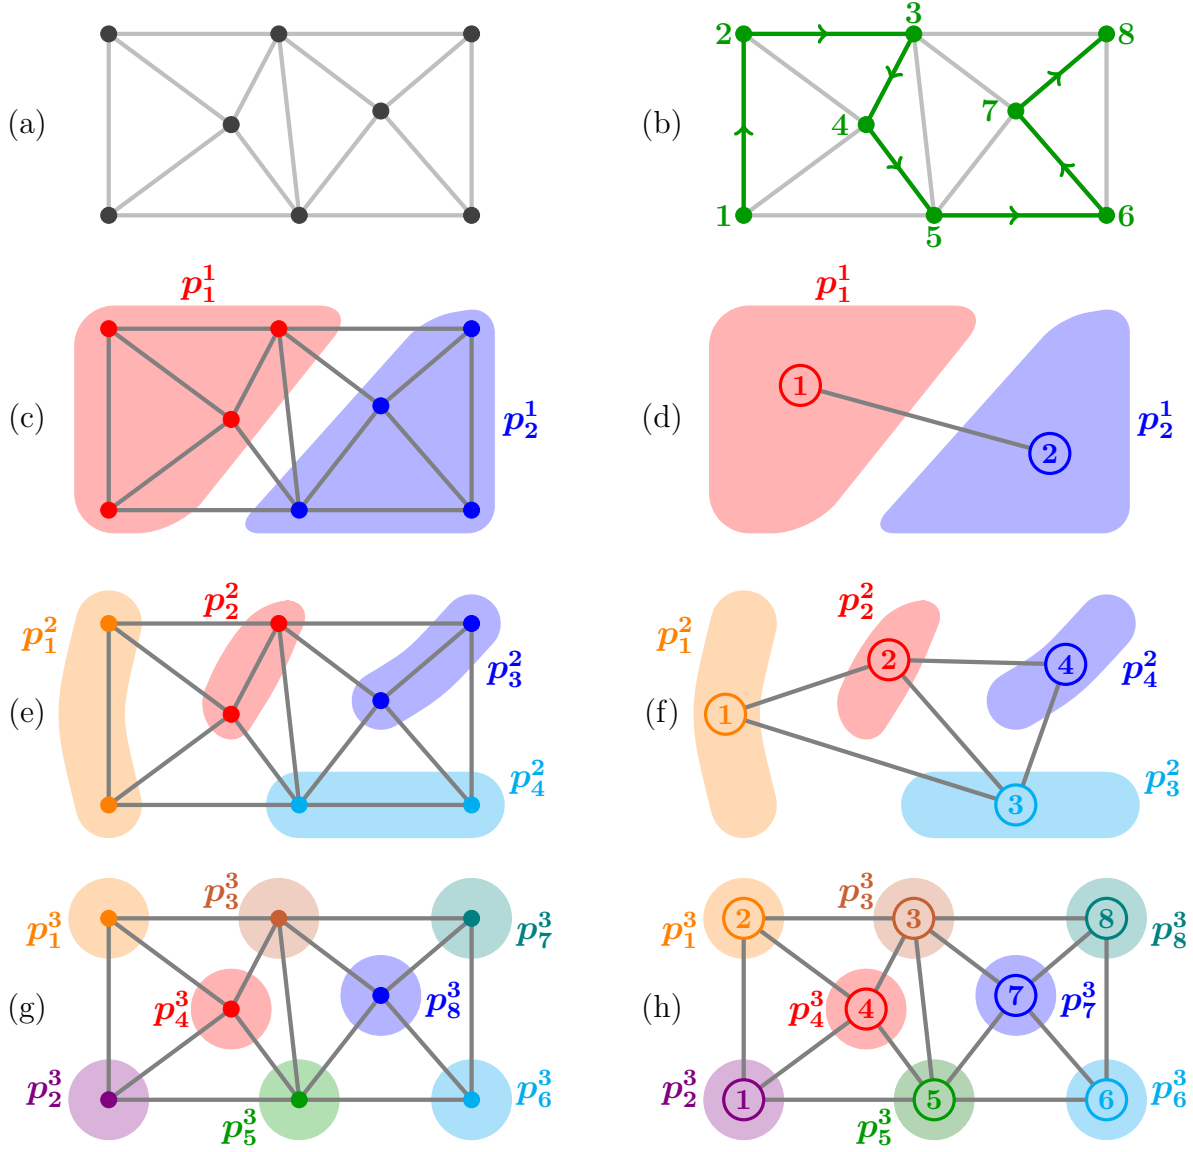 (a)
(b)
2
3
8
4
7
1
5
6
(c)
p_1^1
p_2^1
(d)
p_1^1
1
2
p_2^1
(e)
p_1^2
p_2^2
p_3^2
p_4^2
(f)
p_1^2
p_2^2
2
4
p_4^2
1
3
p_3^2
(g)
p_1^3
p_3^3
p_7^3
p_4^3
p_8^3
p_2^3
p_5^3
p_6^3
(h)
p_1^3
2
p_3^3
3
8
p_8^3
p_4^3
4
7
p_7^3
p_2^3
1
p_5^3
5
6
p_6^3